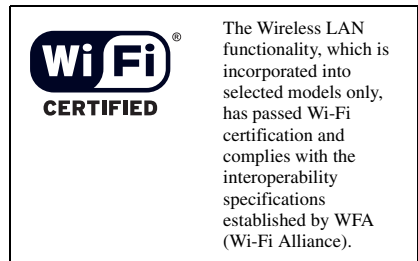 Wi Fi ®
CERTIFIED
The Wireless LAN
functionality, which is
incorporated into
selected models only,
has passed Wi-Fi
certification and
complies with the
interoperability
specifications
established by WFA
(Wi-Fi Alliance).